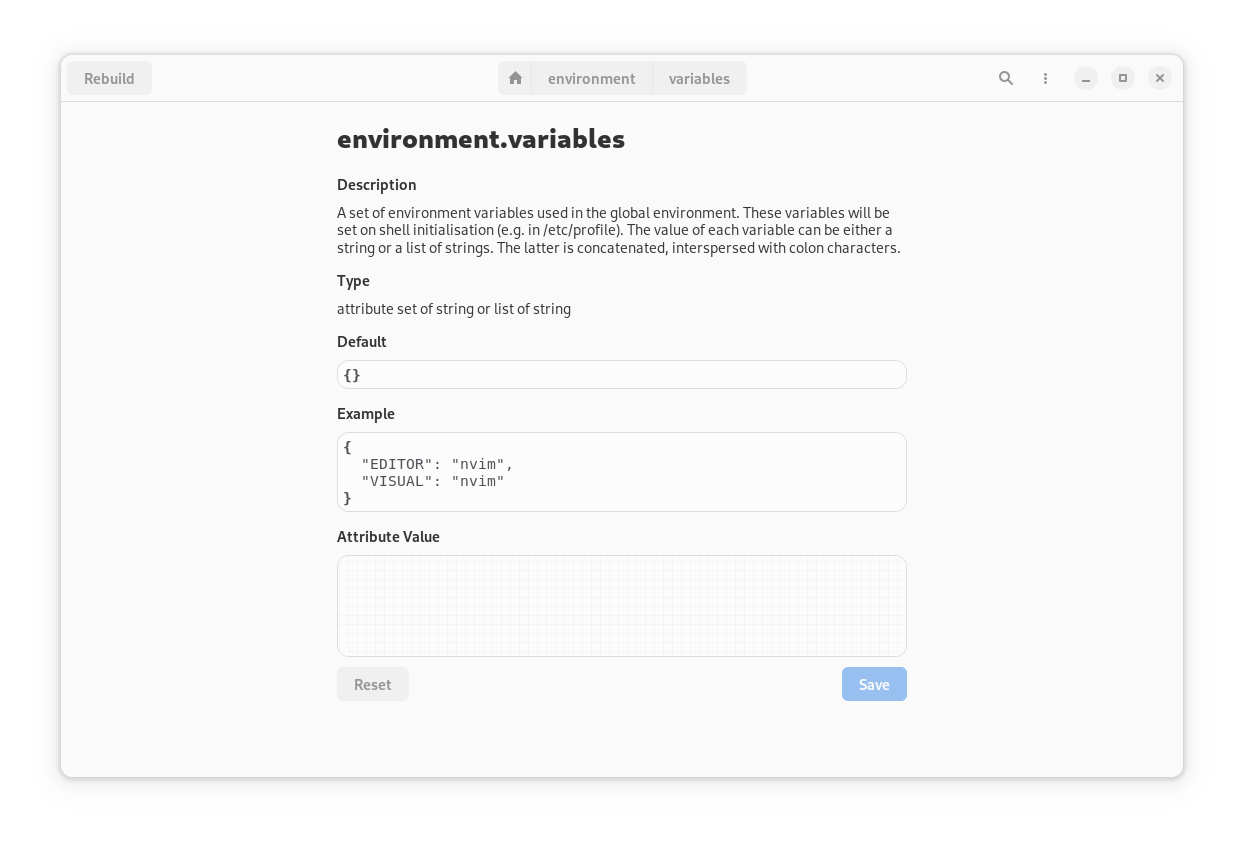 Rebuild
environment
variables
environment.variables
Description
A set of environment variables used in the global environment. These variables will be
set on shell initialisation (e.g. in /etc/profile). The value of each variable can be either a
string or a list of strings. The latter is concatenated, interspersed with colon characters.
Type
attribute set of string or list of string
Default
{}
Example
{
  "EDITOR": "nvim",
  "VISUAL": "nvim"
}
Attribute Value
Reset
Save